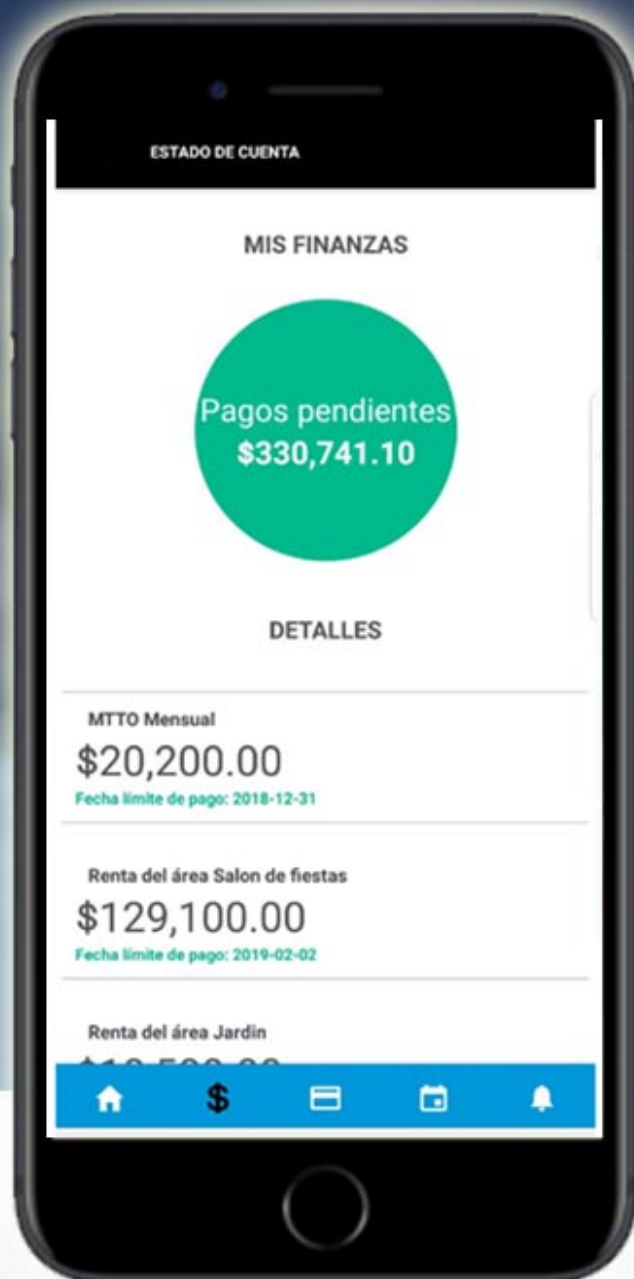 ESTADO DE CUENTA
MIS FINANZAS
Pagos pendientes
$330,741.10
DETALLES
MTTO Mensual
$20,200.00
Fecha límite de pago: 2018-12-31
Renta del área Salon de fiestas
$129,100.00
Fecha límite de pago: 2019-02-02
Renta del área Jardin
$